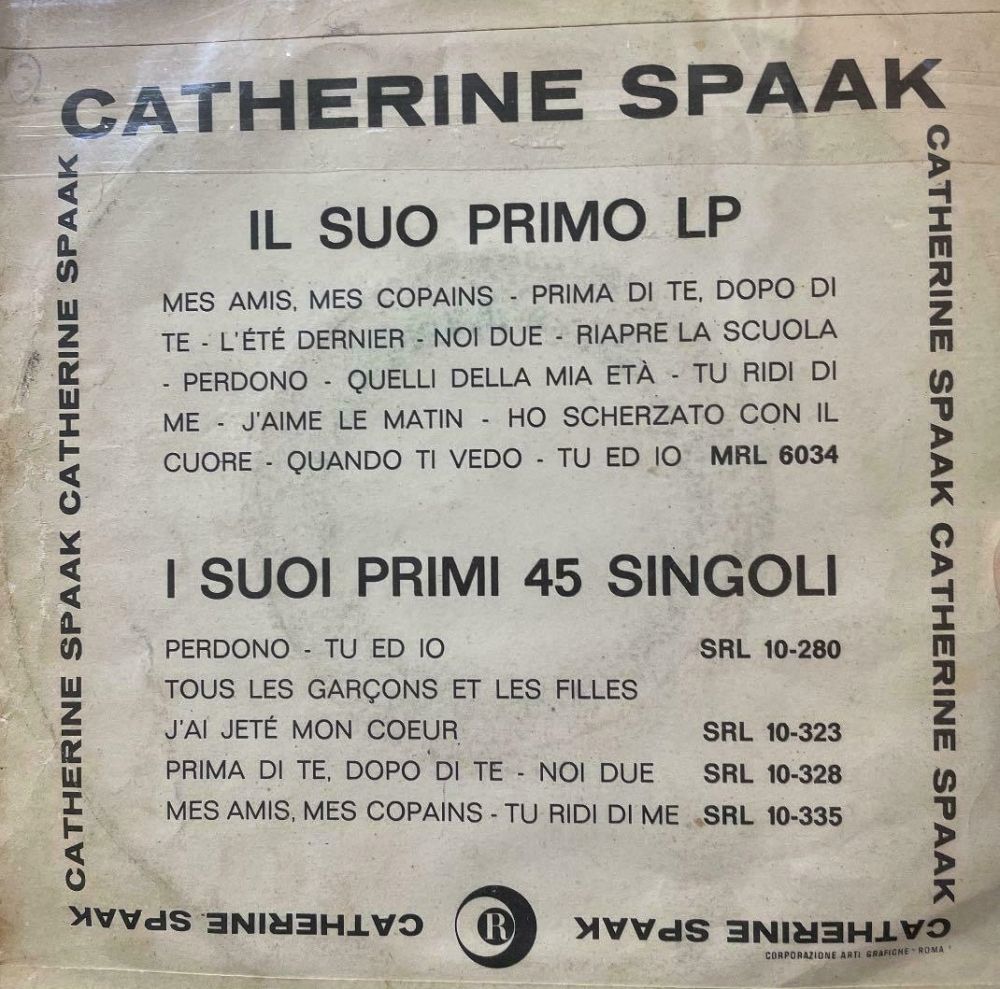 CATHERINE SPAAK
CATHERINE SPAAK CATHERINE SPAAK
CATHERINE SPAAK CATHERINE SPAAK
IL SUO PRIMO LP
MES AMIS, MES COPAINS - PRIMA DI TE, DOPO DI
TE - L'ÉTÉ DERNIER - NOI DUE - RIAPRE LA SCUOLA
- PERDONO - QUELLI DELLA MIA ETÀ - TU RIDI DI
ME - J'AIME LE MATIN - HO SCHERZATO CON IL
CUORE - QUANDO TI VEDO - TU ED IO MRL 6034
I SUOI PRIMI 45 SINGOLI
PERDONO - TU ED IO SRL 10-280
TOUS LES GARÇONS ET LES FILLES
J'AI JETÉ MON COEUR SRL 10-323
PRIMA DI TE, DOPO DI TE - NOI DUE SRL 10-328
MES AMIS, MES COPAINS - TU RIDI DI ME SRL 10-335
CATHERINE SPAAK R CATHERINE SPAAK
CORPORAZIONE ARTI GRAFICHE "ROMA"